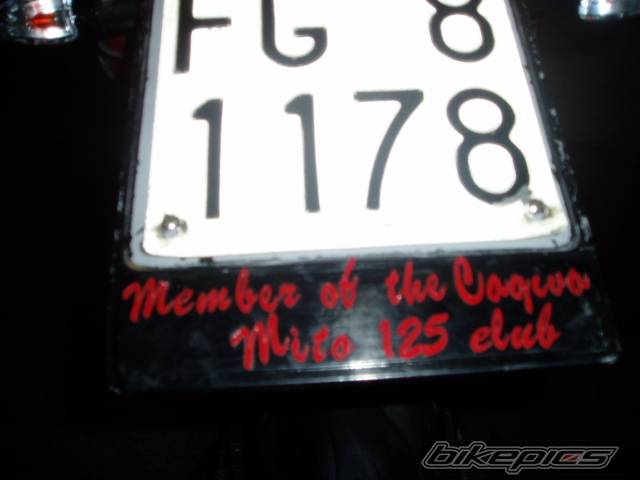 FG 8
1178
Member of the Cagiva
Mito 125 club
bikepics